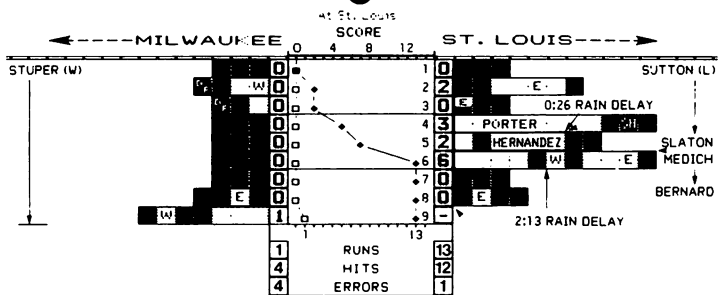 At St. Louis
MILWAUKEE SCORE ST. LOUIS
0 4 8 12
STUPER (W) 0 1 0 SUTTON (L)
W 0 2 2 E
0 3 0 E 0:26 RAIN DELAY
0 4 3 PORTER
0 5 2 HERNANDEZ SLATON
0 6 6 W E MEDICH
0 7 0
E 0 8 0 E BERNARD
W 1 9 -
1 13 2:13 RAIN DELAY
1 RUNS 13
4 HITS 12
4 ERRORS 1